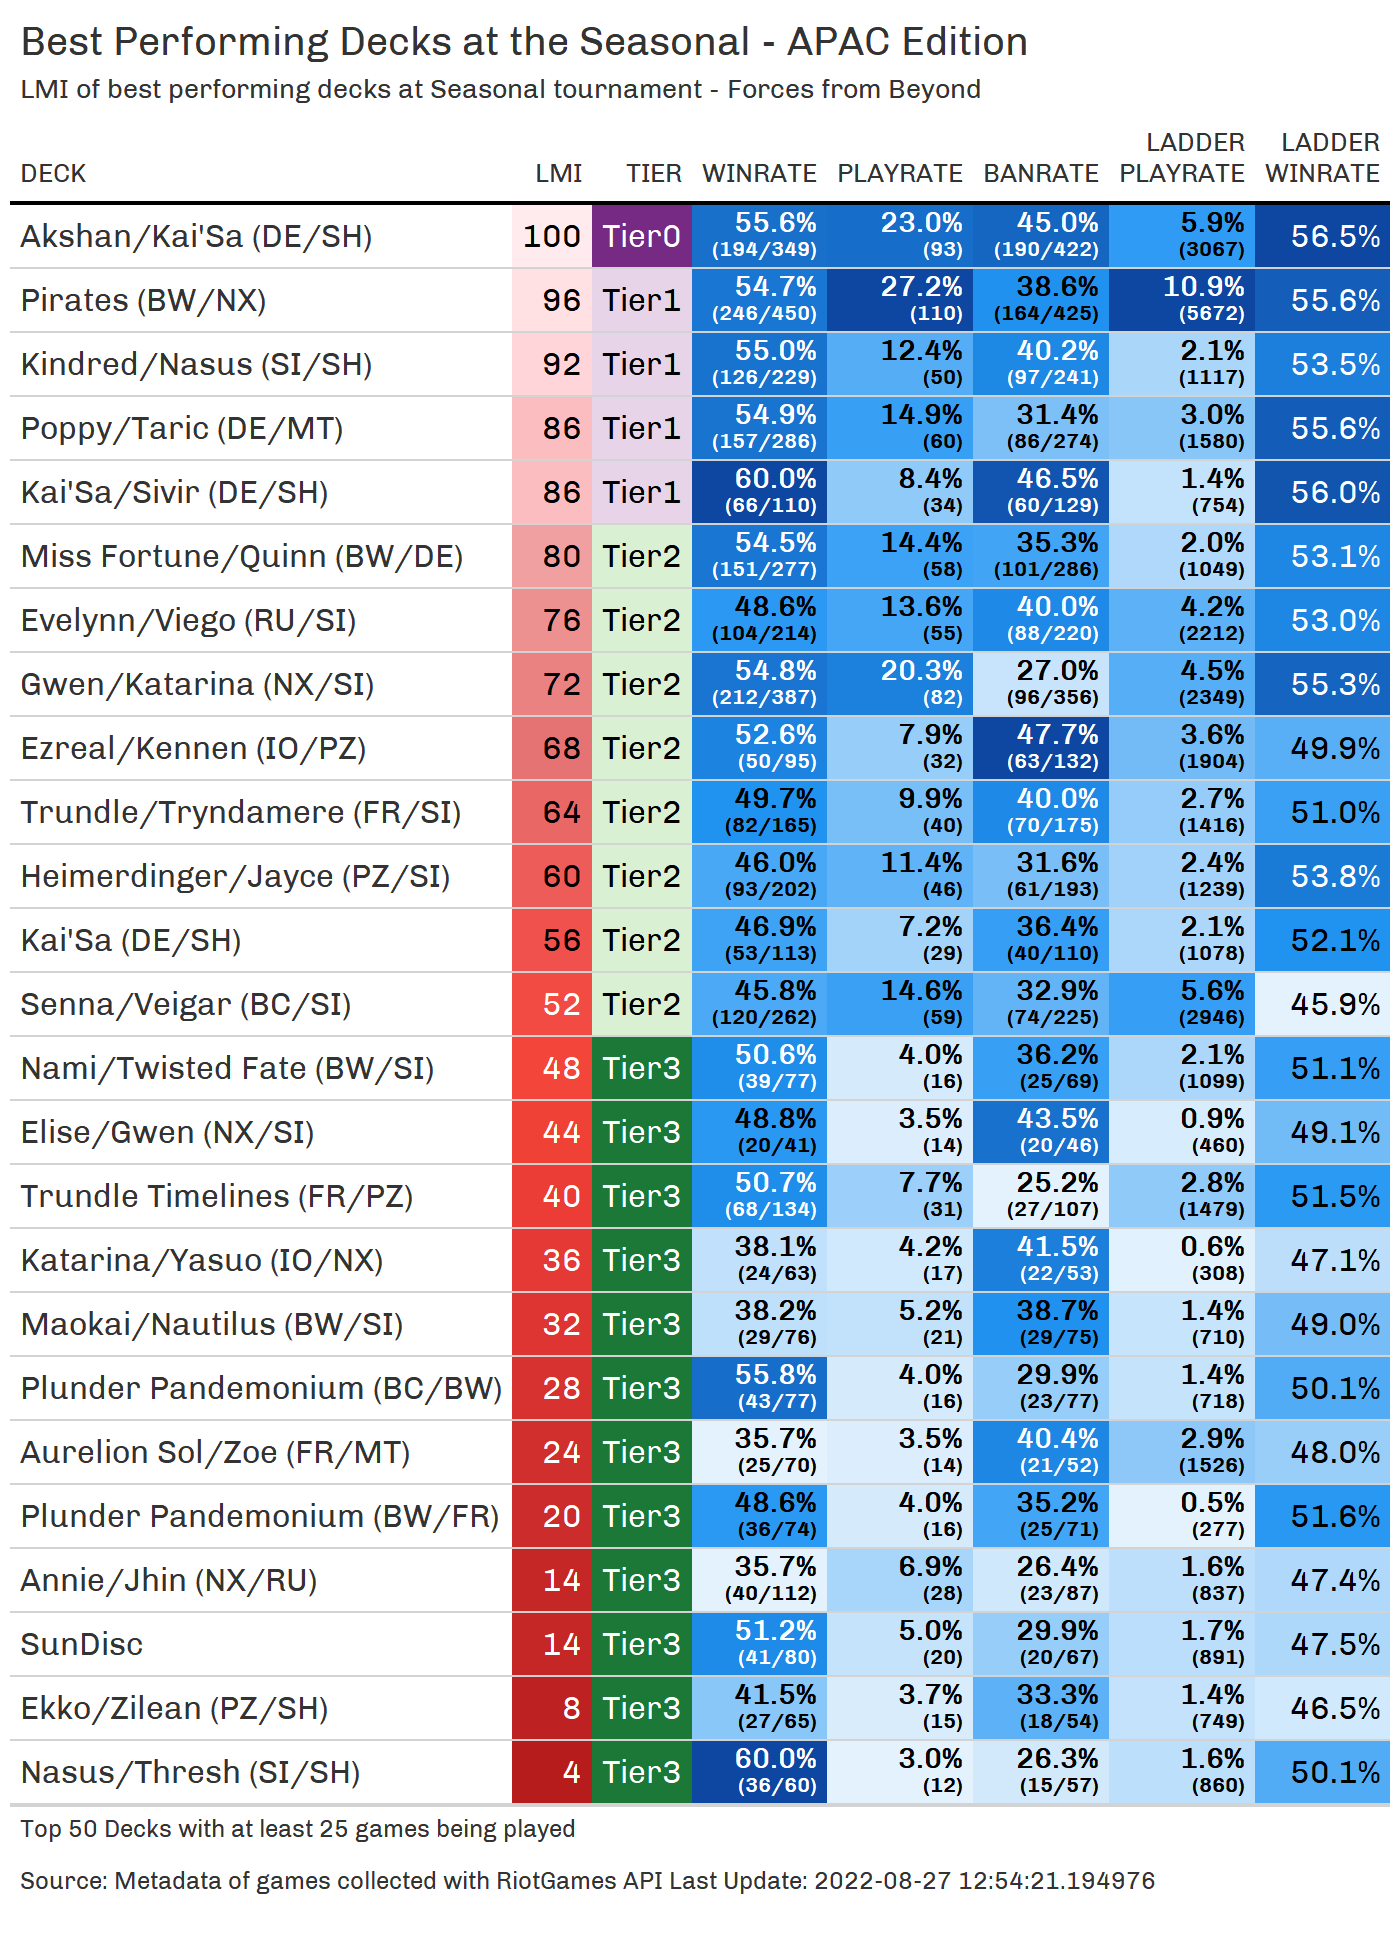 Best Performing Decks at the Seasonal - APAC Edition
LMI of best performing decks at Seasonal tournament - Forces from Beyond
DECK LMI TIER WINRATE PLAYRATE BANRATE LADDER PLAYRATE LADDER WINRATE
Akshan/Kai'Sa (DE/SH) 100 Tier0 55.6% 23.0% 45.0% 5.9% 56.5%
(194/349) (93) (190/422) (3067)
Pirates (BW/NX) 96 Tier1 54.7% 27.2% 38.6% 10.9% 55.6%
(246/450) (110) (164/425) (5672)
Kindred/Nasus (SI/SH) 92 Tier1 55.0% 12.4% 40.2% 2.1% 53.5%
(126/229) (50) (97/241) (1117)
Poppy/Taric (DE/MT) 86 Tier1 54.9% 14.9% 31.4% 3.0% 55.6%
(157/286) (60) (86/274) (1580)
Kai'Sa/Sivir (DE/SH) 86 Tier1 60.0% 8.4% 46.5% 1.4% 56.0%
(66/110) (34) (60/129) (754)
Miss Fortune/Quinn (BW/DE) 80 Tier2 54.5% 14.4% 35.3% 2.0% 53.1%
(151/277) (58) (101/286) (1049)
Evelynn/Viego (RU/SI) 76 Tier2 48.6% 13.6% 40.0% 4.2% 53.0%
(104/214) (55) (88/220) (2212)
Gwen/Katarina (NX/SI) 72 Tier2 54.8% 20.3% 27.0% 4.5% 55.3%
(212/387) (82) (96/356) (2349)
Ezreal/Kennen (IO/PZ) 68 Tier2 52.6% 7.9% 47.7% 3.6% 49.9%
(50/95) (32) (63/132) (1904)
Trundle/Tryndamere (FR/SI) 64 Tier2 49.7% 9.9% 40.0% 2.7% 51.0%
(82/165) (40) (70/175) (1416)
Heimerdinger/Jayce (PZ/SI) 60 Tier2 46.0% 11.4% 31.6% 2.4% 53.8%
(93/202) (46) (61/193) (1239)
Kai'Sa (DE/SH) 56 Tier2 46.9% 7.2% 36.4% 2.1% 52.1%
(53/113) (29) (40/110) (1078)
Senna/Veigar (BC/SI) 52 Tier2 45.8% 14.6% 32.9% 5.6% 45.9%
(120/262) (59) (74/225) (2946)
Nami/Twisted Fate (BW/SI) 48 Tier3 50.6% 4.0% 36.2% 2.1% 51.1%
(39/77) (16) (25/69) (1099)
Elise/Gwen (NX/SI) 44 Tier3 48.8% 3.5% 43.5% 0.9% 49.1%
(20/41) (14) (20/46) (460)
Trundle Timelines (FR/PZ) 40 Tier3 50.7% 7.7% 25.2% 2.8% 51.5%
(68/134) (31) (27/107) (1479)
Katarina/Yasuo (IO/NX) 36 Tier3 38.1% 4.2% 41.5% 0.6% 47.1%
(24/63) (17) (22/53) (308)
Maokai/Nautilus (BW/SI) 32 Tier3 38.2% 5.2% 38.7% 1.4% 49.0%
(29/76) (21) (29/75) (710)
Plunder Pandemonium (BC/BW) 28 Tier3 55.8% 4.0% 29.9% 1.4% 50.1%
(43/77) (16) (23/77) (718)
Aurelion Sol/Zoe (FR/MT) 24 Tier3 35.7% 3.5% 40.4% 2.9% 48.0%
(25/70) (14) (21/52) (1526)
Plunder Pandemonium (BW/FR) 20 Tier3 48.6% 4.0% 35.2% 0.5% 51.6%
(36/74) (16) (25/71) (277)
Annie/Jhin (NX/RU) 14 Tier3 35.7% 6.9% 26.4% 1.6% 47.4%
(40/112) (28) (23/87) (837)
SunDisc 14 Tier3 51.2% 5.0% 29.9% 1.7% 47.5%
(41/80) (20) (20/67) (891)
Ekko/Zilean (PZ/SH) 8 Tier3 41.5% 3.7% 33.3% 1.4% 46.5%
(27/65) (15) (18/54) (749)
Nasus/Thresh (SI/SH) 4 Tier3 60.0% 3.0% 26.3% 1.6% 50.1%
(36/60) (12) (15/57) (860)
Top 50 Decks with at least 25 games being played
Source: Metadata of games collected with RiotGames API Last Update: 2022-08-27 12:54:21.194976